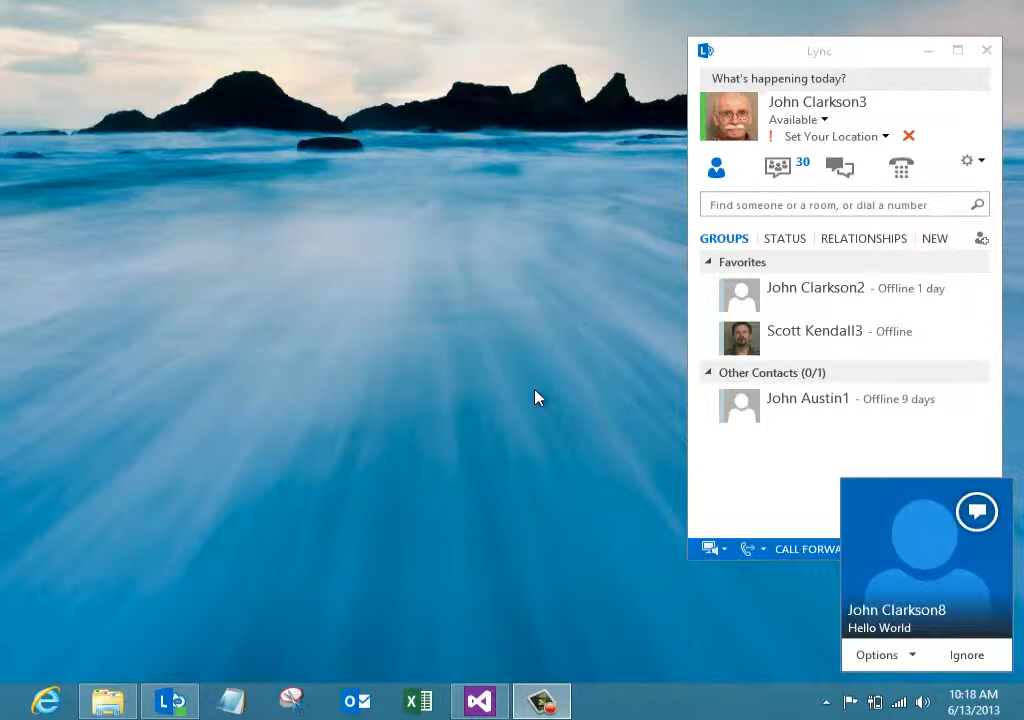 Lync
What's happening today?
John Clarkson3
Available
! Set Your Location
30
Find someone or a room, or dial a number
GROUPS STATUS RELATIONSHIPS NEW
Favorites
John Clarkson2 - Offline 1 day
Scott Kendall3 - Offline
Other Contacts (0/1)
John Austin1 - Offline 9 days
CALL FORWA
John Clarkson8
Hello World
Options Ignore
10:18 AM
6/13/2013